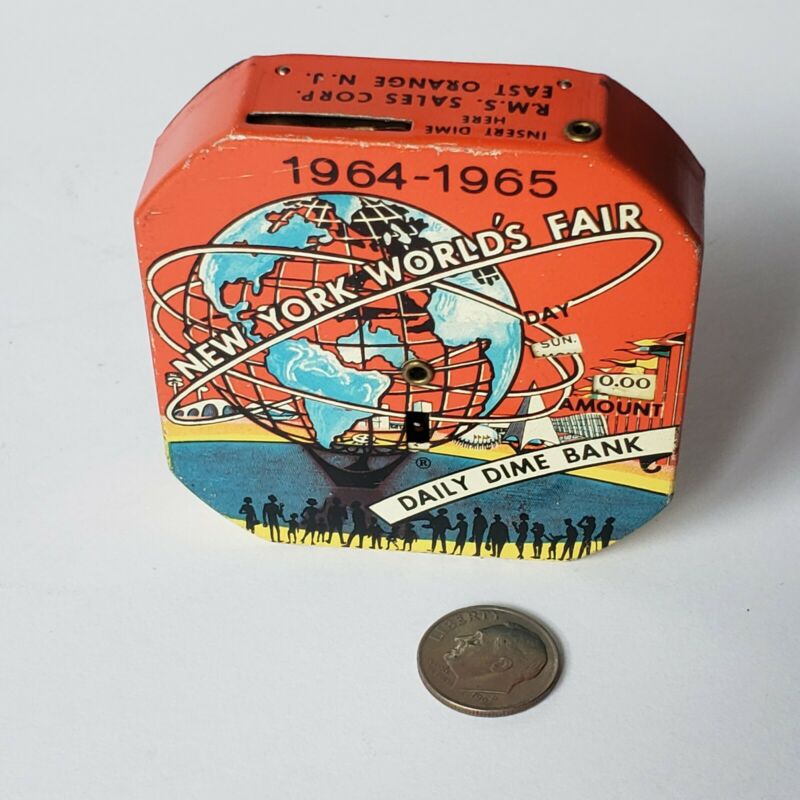 R.M.S. SALES CORP.
EAST ORANGE N.J.
INSERT DIME
HERE
1964-1965
NEW YORK WORLD'S FAIR
DAY
SUN.
0.00
AMOUNT
®
DAILY DIME BANK
LIBERTY